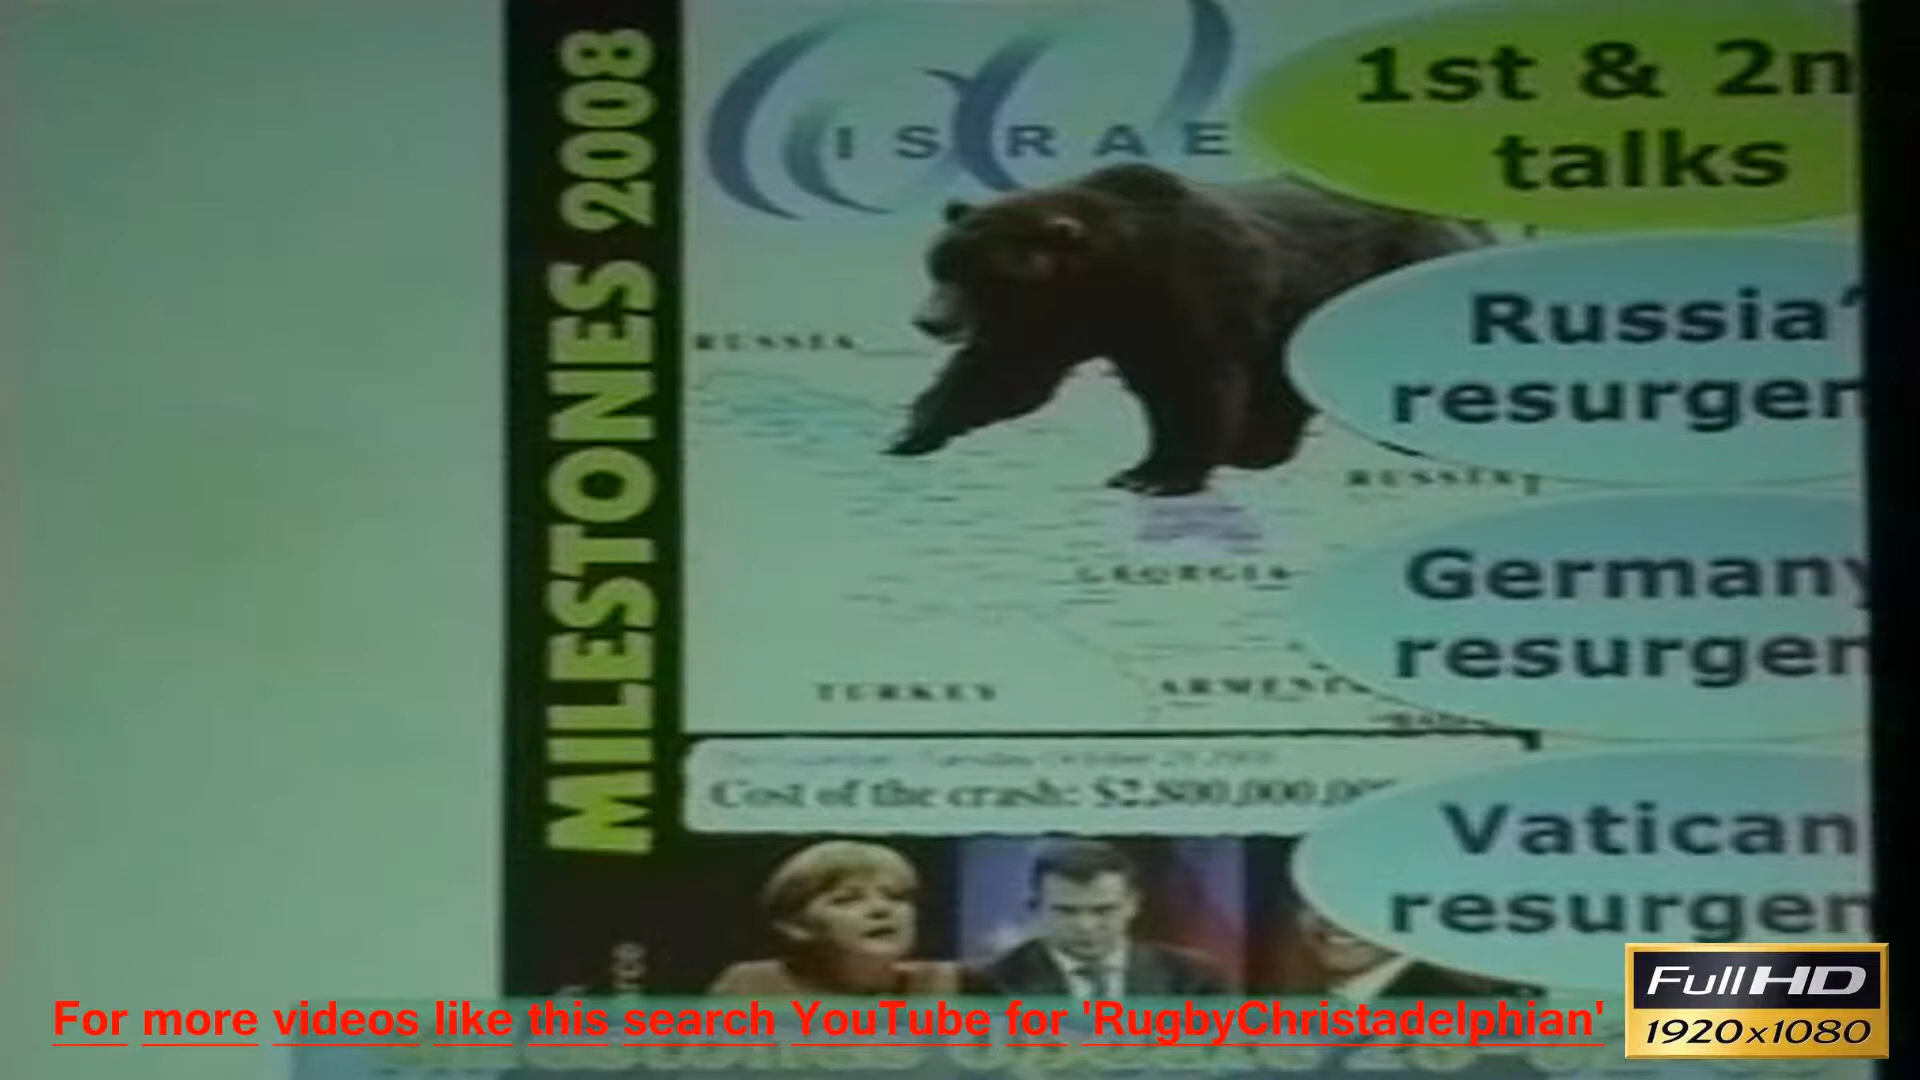 MILESTONES 2008
ISRAE
1st & 2n
talks
RUSSIA
Russia'
resurgen
RUSSIA
GEORGIA
Germany
resurgen
TURKEY
ARMENIA
Cost of the crash: $2,800,000,00
Vatican
resurgen
For more videos like this search YouTube for 'RugbyChristadelphian'
Full HD
1920x1080